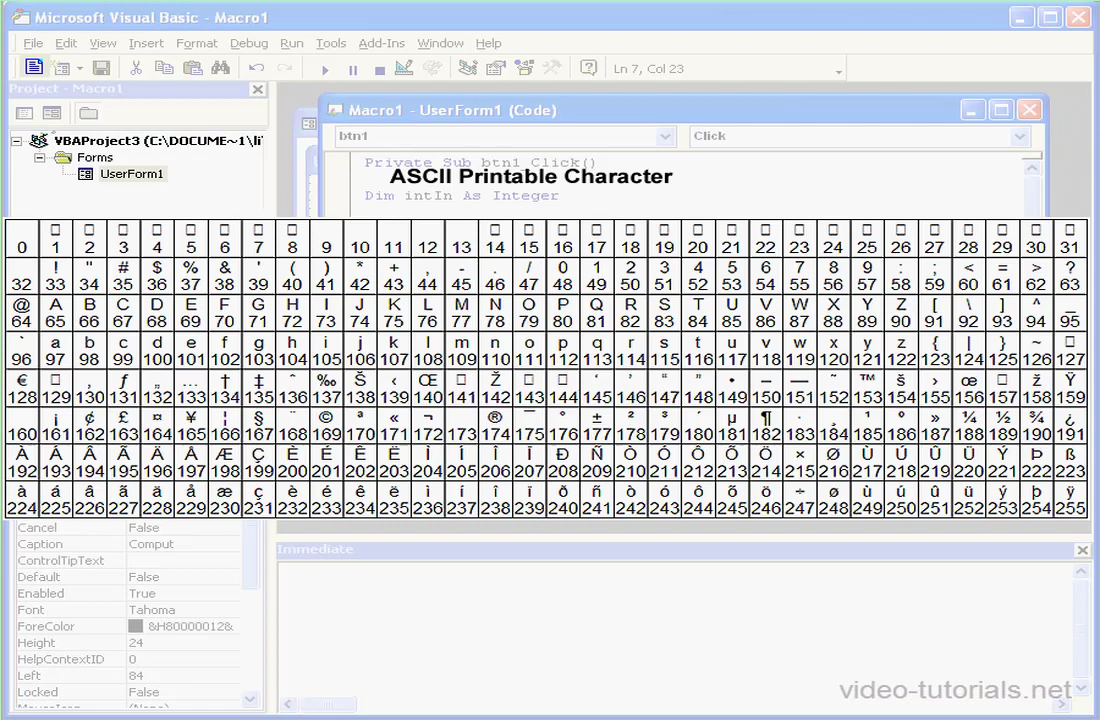 Microsoft Visual Basic - Macro1
File Edit View Insert Format Debug Run Tools Add-Ins Window Help
Ln 7, Col 23
Project - Macro1
Macro1 - UserForm1 (Code)
VBAProject3 (C:\DOCUME~1\li
btn1 Click
Forms
Private Sub btn1_Click()
UserForm1
ASCII Printable Character
Dim intIn As Integer
□ □ □ □ □ □ □ □ □ □ □ □ □ □ □ □ □ □ □ □ □ □ □ □ □ □
0 1 2 3 4 5 6 7 8 9 10 11 12 13 14 15 16 17 18 19 20 21 22 23 24 25 26 27 28 29 30 31
! " # $ % & ' ( ) * + , - . / 0 1 2 3 4 5 6 7 8 9 : ; < = > ?
32 33 34 35 36 37 38 39 40 41 42 43 44 45 46 47 48 49 50 51 52 53 54 55 56 57 58 59 60 61 62 63
@ A B C D E F G H I J K L M N O P Q R S T U V W X Y Z [ \ ] ^ _
64 65 66 67 68 69 70 71 72 73 74 75 76 77 78 79 80 81 82 83 84 85 86 87 88 89 90 91 92 93 94 95
` a b c d e f g h i j k l m n o p q r s t u v w x y z { | } ~ □
96 97 98 99 100 101 102 103 104 105 106 107 108 109 110 111 112 113 114 115 116 117 118 119 120 121 122 123 124 125 126 127
€ □ ‚ ƒ „ … † ‡ ˆ ‰ Š ‹ Œ □ Ž □ □ ‘ ’ “ ” • – — ˜ ™ š › œ □ ž Ÿ
128 129 130 131 132 133 134 135 136 137 138 139 140 141 142 143 144 145 146 147 148 149 150 151 152 153 154 155 156 157 158 159
¡ ¢ £ ¤ ¥ ¦ § ¨ © ª « ¬ ® ¯ ° ± ² ³ ´ µ ¶ · ¸ ¹ º » ¼ ½ ¾ ¿
160 161 162 163 164 165 166 167 168 169 170 171 172 173 174 175 176 177 178 179 180 181 182 183 184 185 186 187 188 189 190 191
À Á Â Ã Ä Å Æ Ç È É Ê Ë Ì Í Î Ï Ð Ñ Ò Ó Ô Õ Ö × Ø Ù Ú Û Ü Ý Þ ß
192 193 194 195 196 197 198 199 200 201 202 203 204 205 206 207 208 209 210 211 212 213 214 215 216 217 218 219 220 221 222 223
à á â ã ä å æ ç è é ê ë ì í î ï ð ñ ò ó ô õ ö ÷ ø ù ú û ü ý þ ÿ
224 225 226 227 228 229 230 231 232 233 234 235 236 237 238 239 240 241 242 243 244 245 246 247 248 249 250 251 252 253 254 255
Cancel False
Caption Comput
ControlTipText
Default False
Enabled True
Font Tahoma
ForeColor &H80000012&
Height 24
HelpContextID 0
Left 84
Locked False
MouseIcon (None)
Immediate
video-tutorials.net